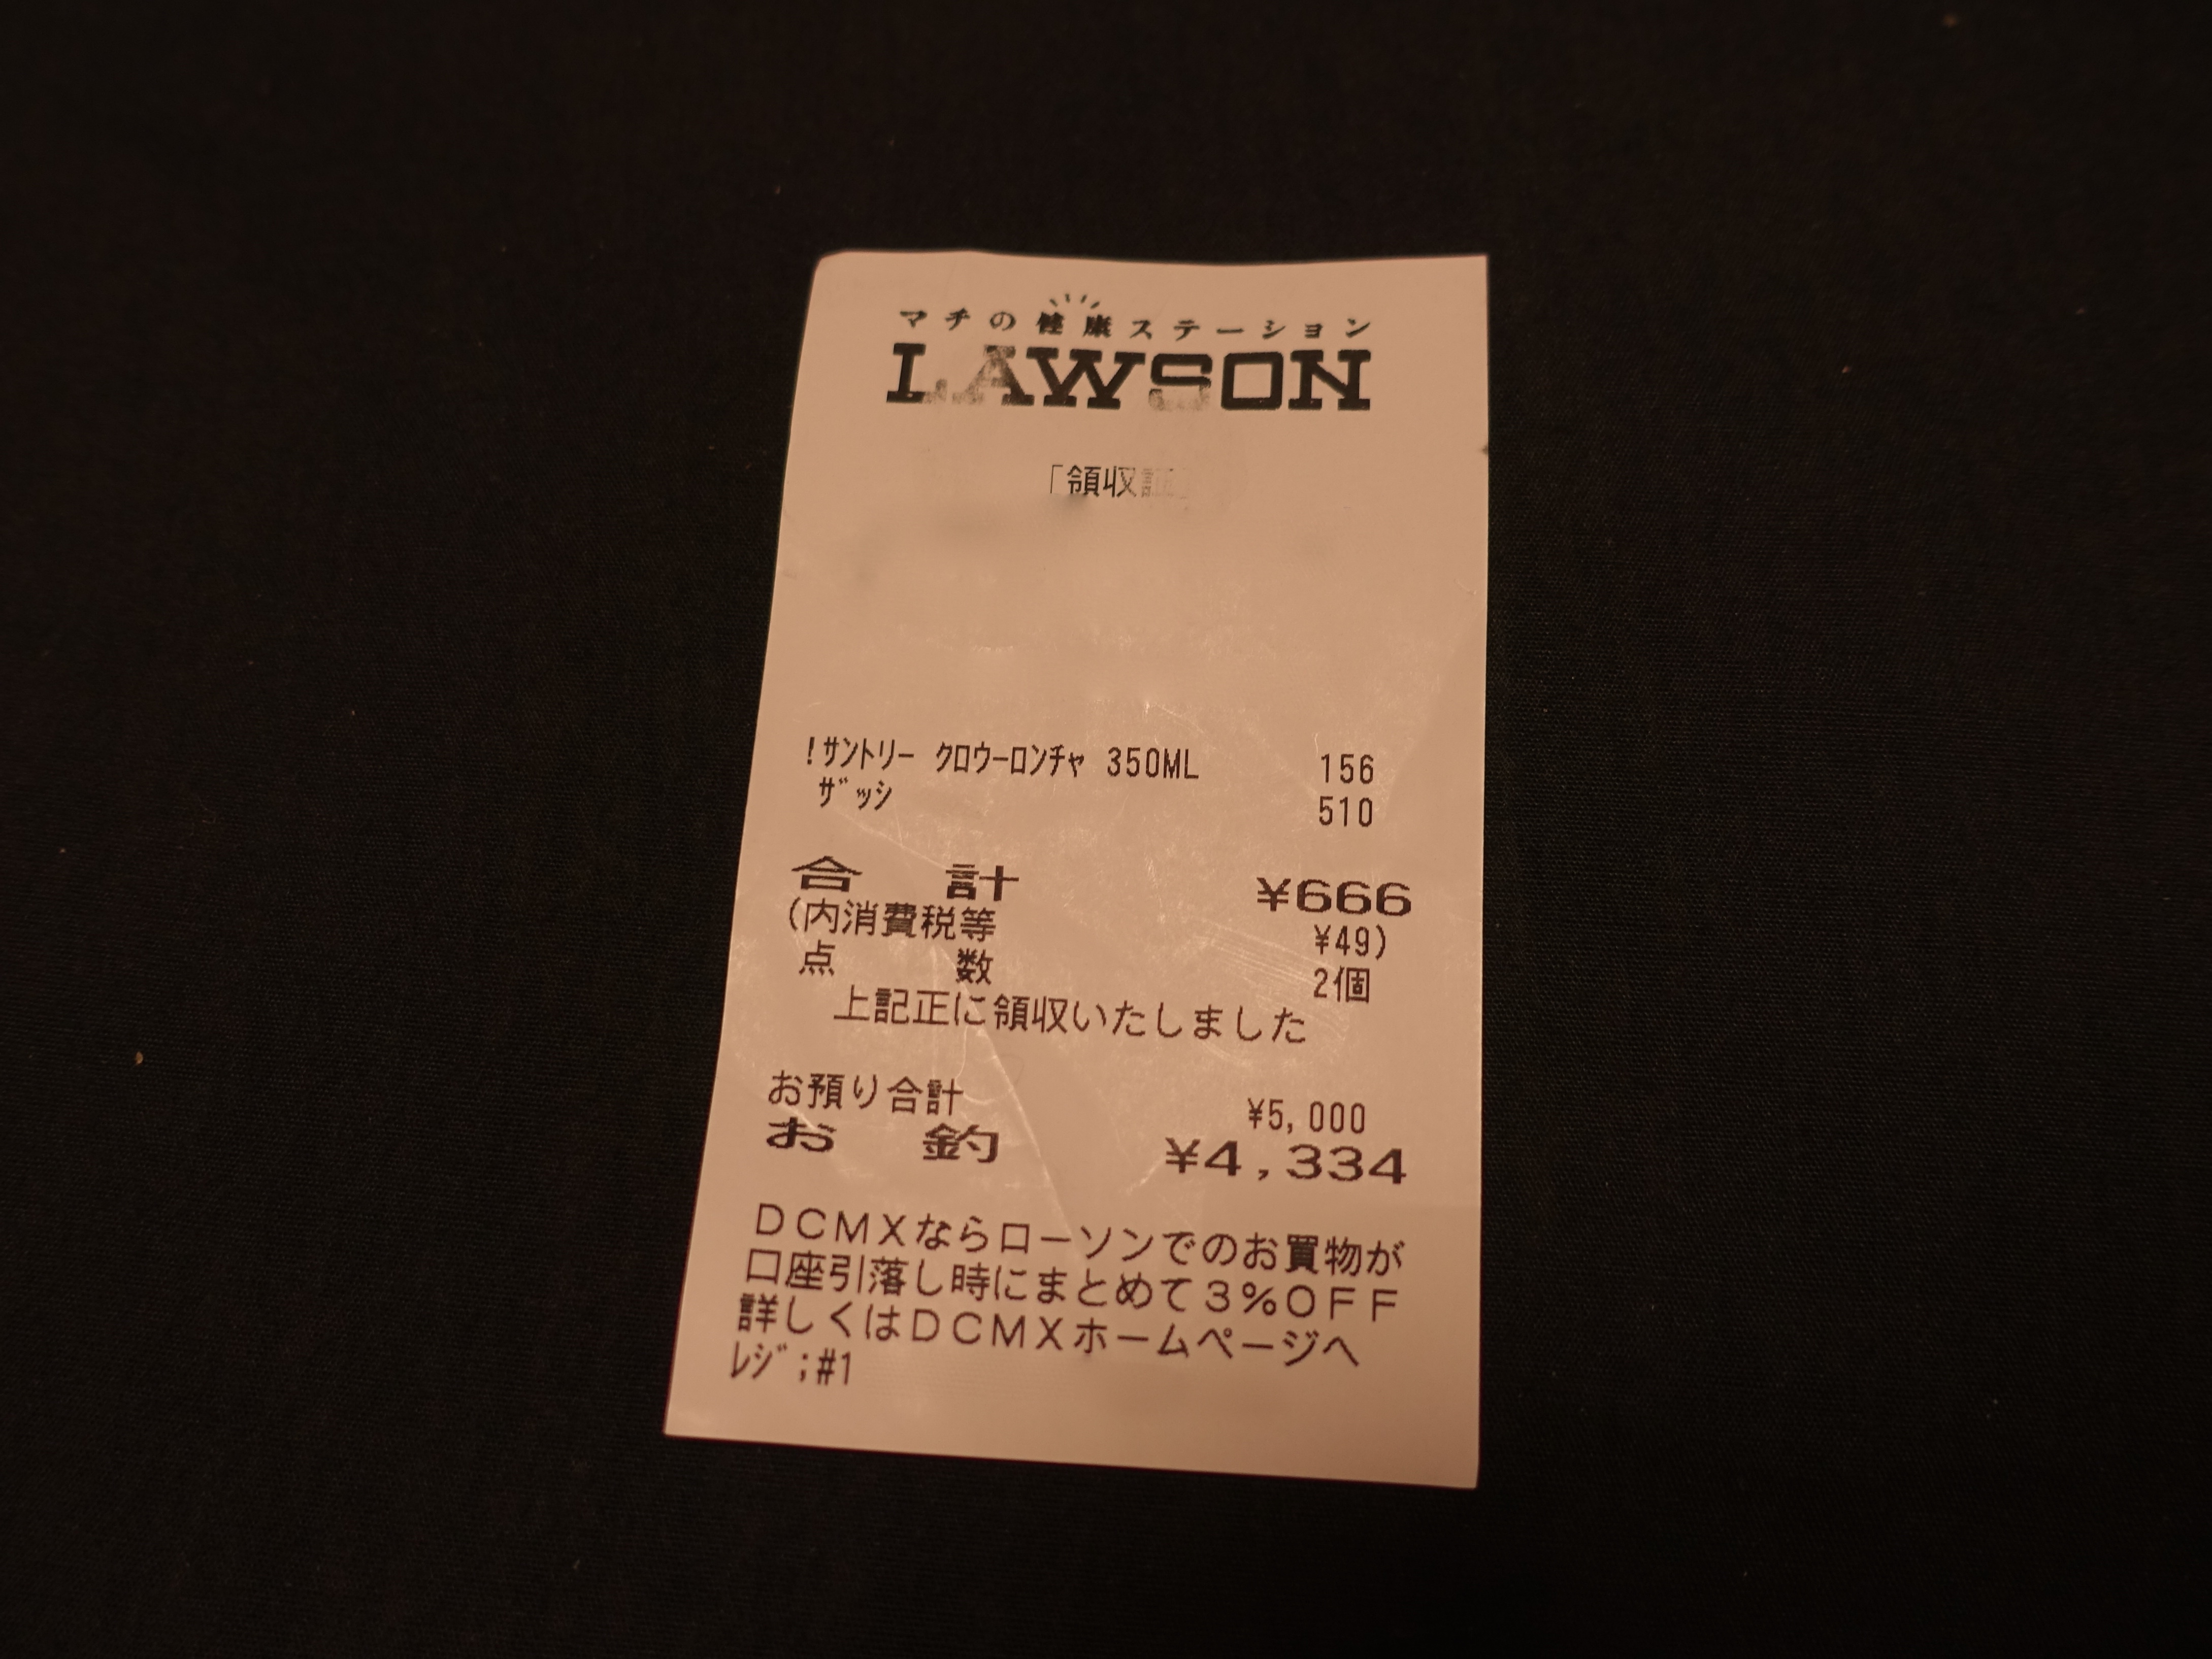 マチの健康ステーション
LAWSON
「領収証」
!サントリー クロウーロンチャ 350ML 156
ザッシ 510
合 計 ¥666
(内消費税等 ¥49)
点 数 2個
上記正に領収いたしました
お預り合計 ¥5,000
お 釣 ¥4,334
DCMXならローソンでのお買物が
口座引落し時にまとめて3%OFF
詳しくはDCMXホームページへ
レジ;#1